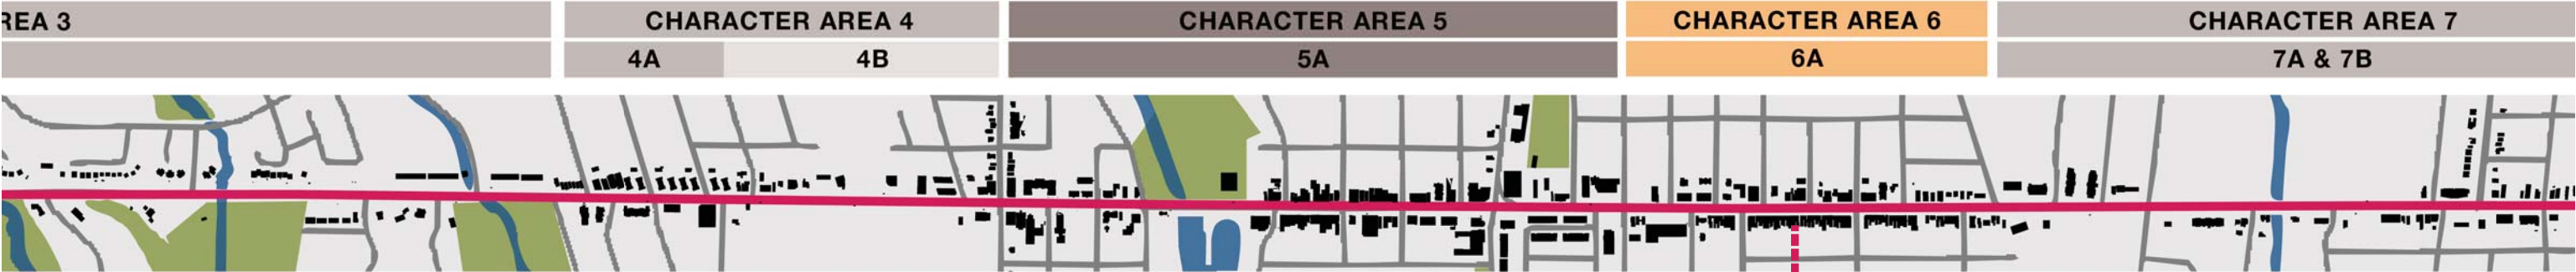 REA 3
CHARACTER AREA 4
CHARACTER AREA 5
CHARACTER AREA 6
CHARACTER AREA 7
4A
4B
5A
6A
7A & 7B